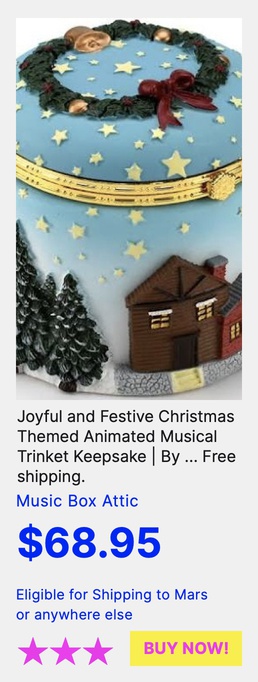 Joyful and Festive Christmas
Themed Animated Musical
Trinket Keepsake | By ... Free
shipping.
Music Box Attic
$68.95
Eligible for Shipping to Mars
or anywhere else
BUY NOW!